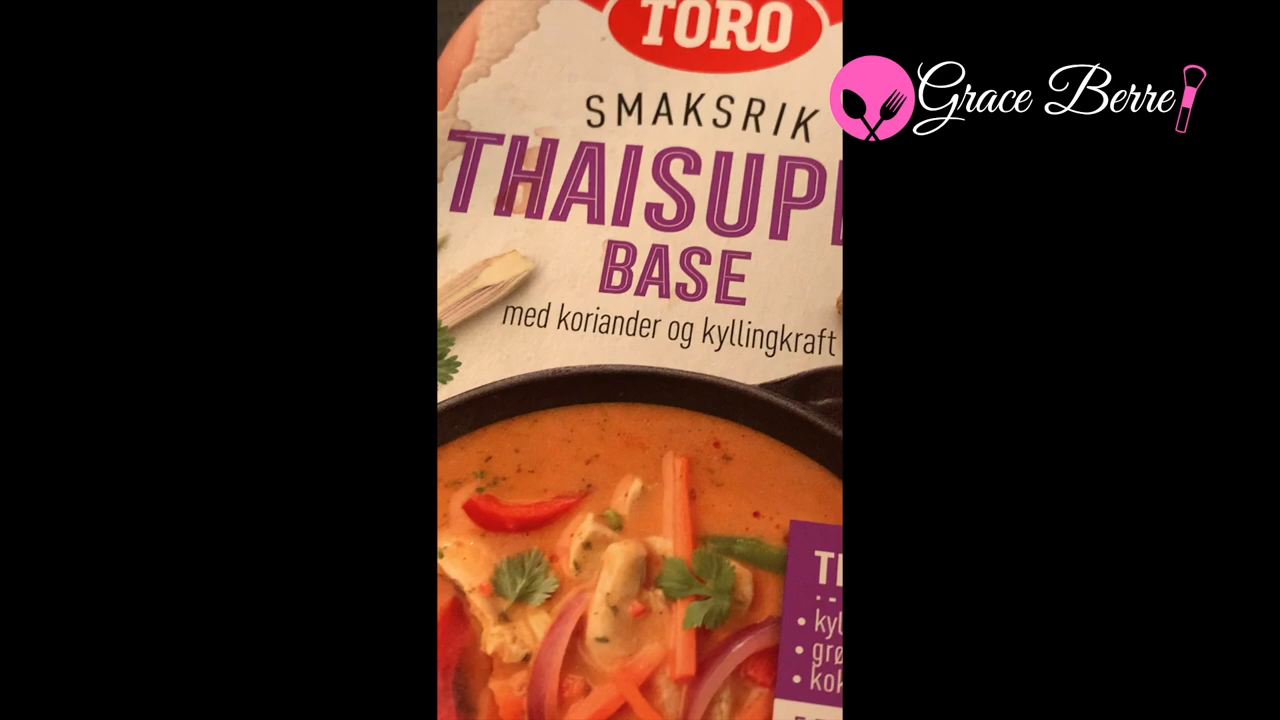 TORO
Grace Berre
SMAKSRIK
THAISUPP
BASE
med koriander og kyllingkraft